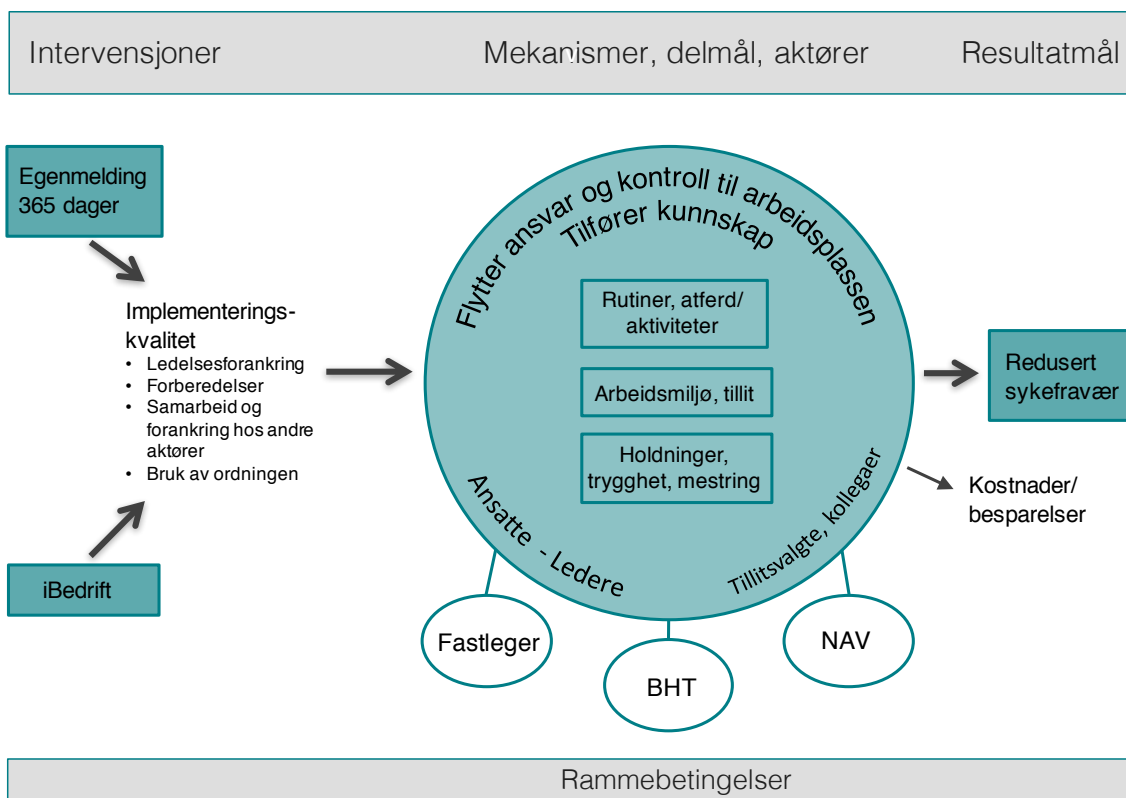 Intervensjoner
Mekanismer, delmål, aktører
Resultatmål
Egenmelding
365 dager
Implementerings-
kvalitet
• Ledelsesforankring
• Forberedelser
• Samarbeid og
forankring hos andre
aktører
• Bruk av ordningen
iBedrift
Flytter ansvar og kontroll til arbeidsplassen
Tilfører kunnskap
Rutiner, atferd/
aktiviteter
Arbeidsmiljø, tillit
Holdninger,
trygghet, mestring
Ansatte - Ledere
Tillitsvalgte, kollegaer
Fastleger
BHT
NAV
Redusert
sykefravær
Kostnader/
besparelser
Rammebetingelser